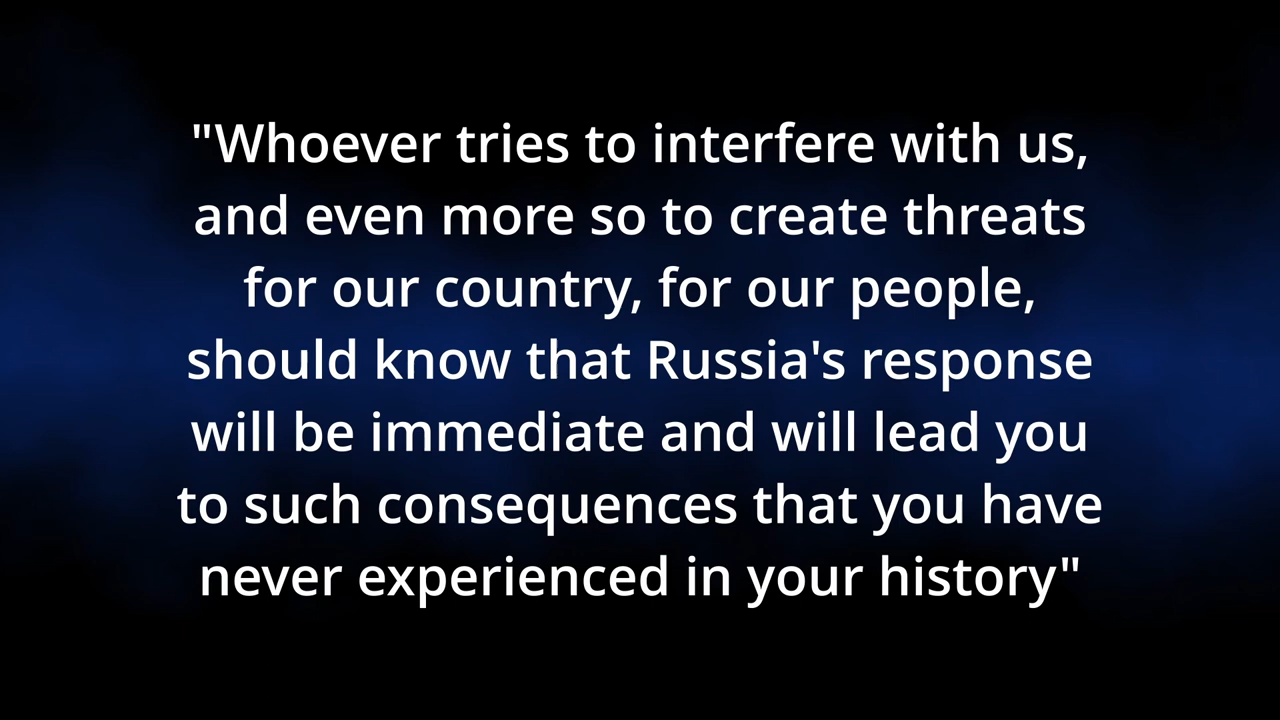 "Whoever tries to interfere with us,
and even more so to create threats
for our country, for our people,
should know that Russia's response
will be immediate and will lead you
to such consequences that you have
never experienced in your history"